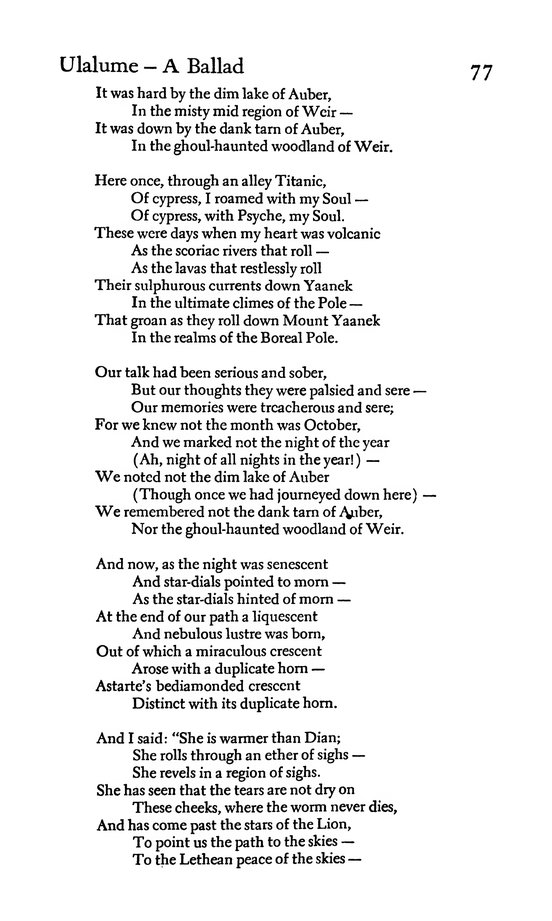 Ulalume – A Ballad
77
It was hard by the dim lake of Auber,
In the misty mid region of Weir —
It was down by the dank tarn of Auber,
In the ghoul-haunted woodland of Weir.
Here once, through an alley Titanic,
Of cypress, I roamed with my Soul —
Of cypress, with Psyche, my Soul.
These were days when my heart was volcanic
As the scoriac rivers that roll —
As the lavas that restlessly roll
Their sulphurous currents down Yaanek
In the ultimate climes of the Pole —
That groan as they roll down Mount Yaanek
In the realms of the Boreal Pole.
Our talk had been serious and sober,
But our thoughts they were palsied and sere —
Our memories were treacherous and sere;
For we knew not the month was October,
And we marked not the night of the year
(Ah, night of all nights in the year!) —
We noted not the dim lake of Auber
(Though once we had journeyed down here) —
We remembered not the dank tarn of Auber,
Nor the ghoul-haunted woodland of Weir.
And now, as the night was senescent
And star-dials pointed to morn —
As the star-dials hinted of morn —
At the end of our path a liquescent
And nebulous lustre was born,
Out of which a miraculous crescent
Arose with a duplicate horn —
Astarte's bediamonded crescent
Distinct with its duplicate horn.
And I said: "She is warmer than Dian;
She rolls through an ether of sighs —
She revels in a region of sighs.
She has seen that the tears are not dry on
These cheeks, where the worm never dies,
And has come past the stars of the Lion,
To point us the path to the skies —
To the Lethean peace of the skies —